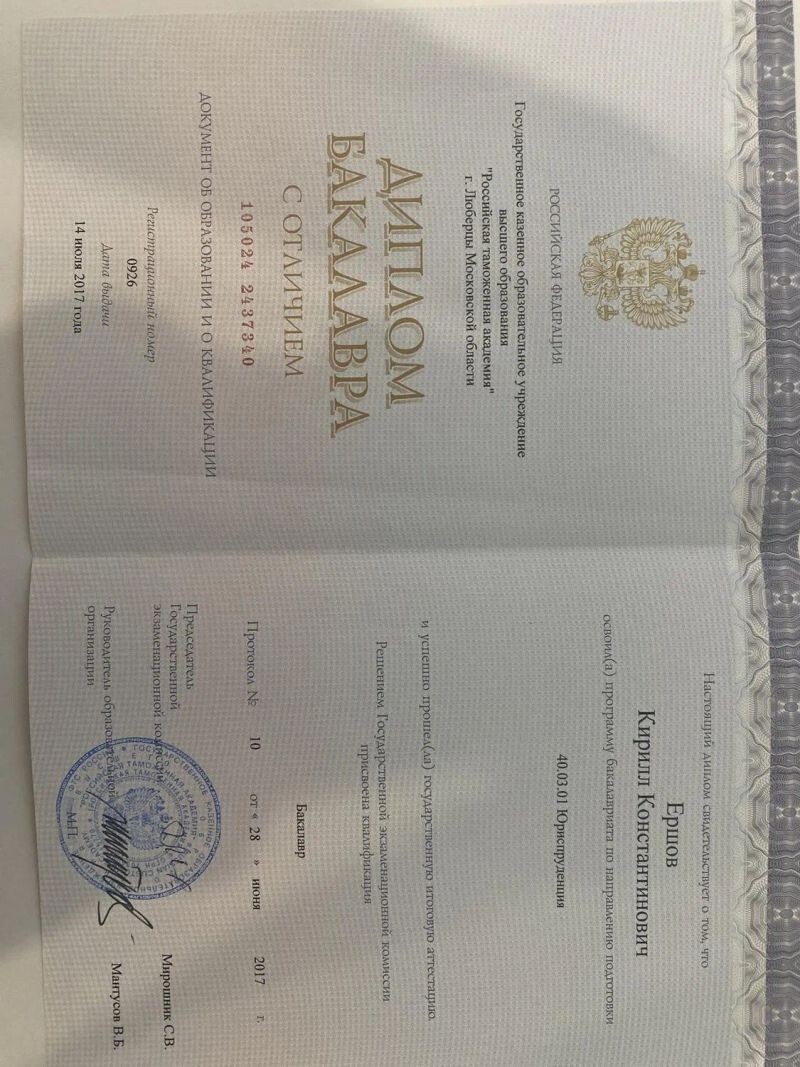 РОССИЙСКАЯ ФЕДЕРАЦИЯ
Государственное казенное образовательное учреждение
высшего образования
"Российская таможенная академия"
г. Люберцы Московской области
ДИПЛОМ
БАКАЛАВРА
С ОТЛИЧИЕМ
105024 2437340
ДОКУМЕНТ ОБ ОБРАЗОВАНИИ И О КВАЛИФИКАЦИИ
Регистрационный номер
0926
Дата выдачи
14 июля 2017 года
Настоящий диплом свидетельствует о том, что
Ершов
Кирилл Константинович
освоил(а) программу бакалавриата по направлению подготовки
40.03.01 Юриспруденция
и успешно прошел(ла) государственную итоговую аттестацию.
Решением Государственной экзаменационной комиссии
присвоена квалификация
Бакалавр
Протокол № 10 от « 28 » июня 2017 г.
Председатель
Государственной
экзаменационной комиссии
Мирошник С.В.
Руководитель образовательной
организации
Мантусов В.Б.
М.П.